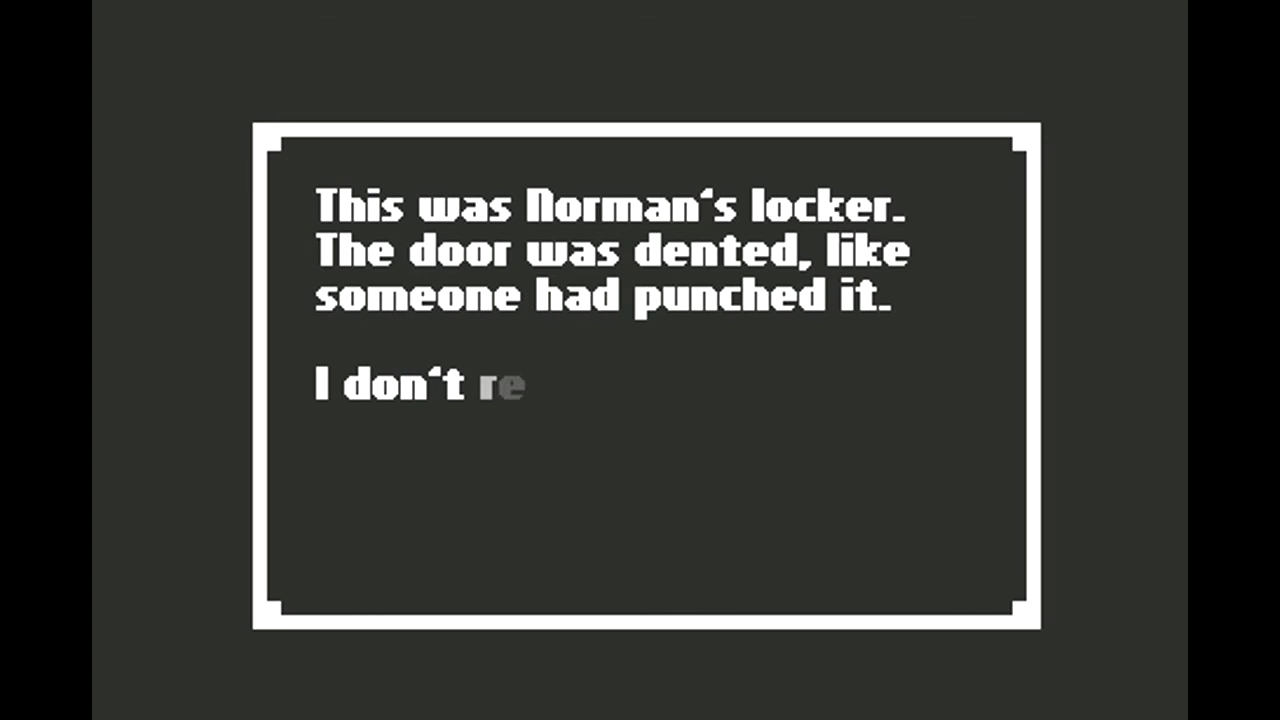 This was Norman's locker.
The door was dented, like
someone had punched it.
I don't re